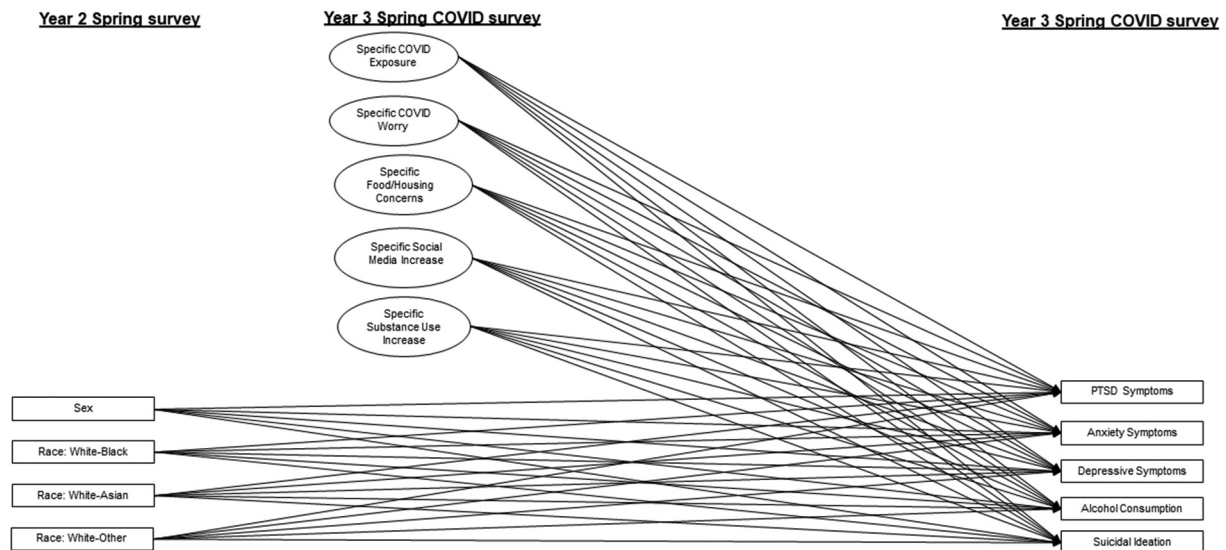 Year 2 Spring survey
Year 3 Spring COVID survey
Year 3 Spring COVID survey
Specific COVID
Exposure
Specific COVID
Worry
Specific
Food/Housing
Concerns
Specific Social
Media Increase
Specific
Substance Use
Increase
Sex
Race: White-Black
Race: White-Asian
Race: White-Other
PTSD Symptoms
Anxiety Symptoms
Depressive Symptoms
Alcohol Consumption
Suicidal Ideation